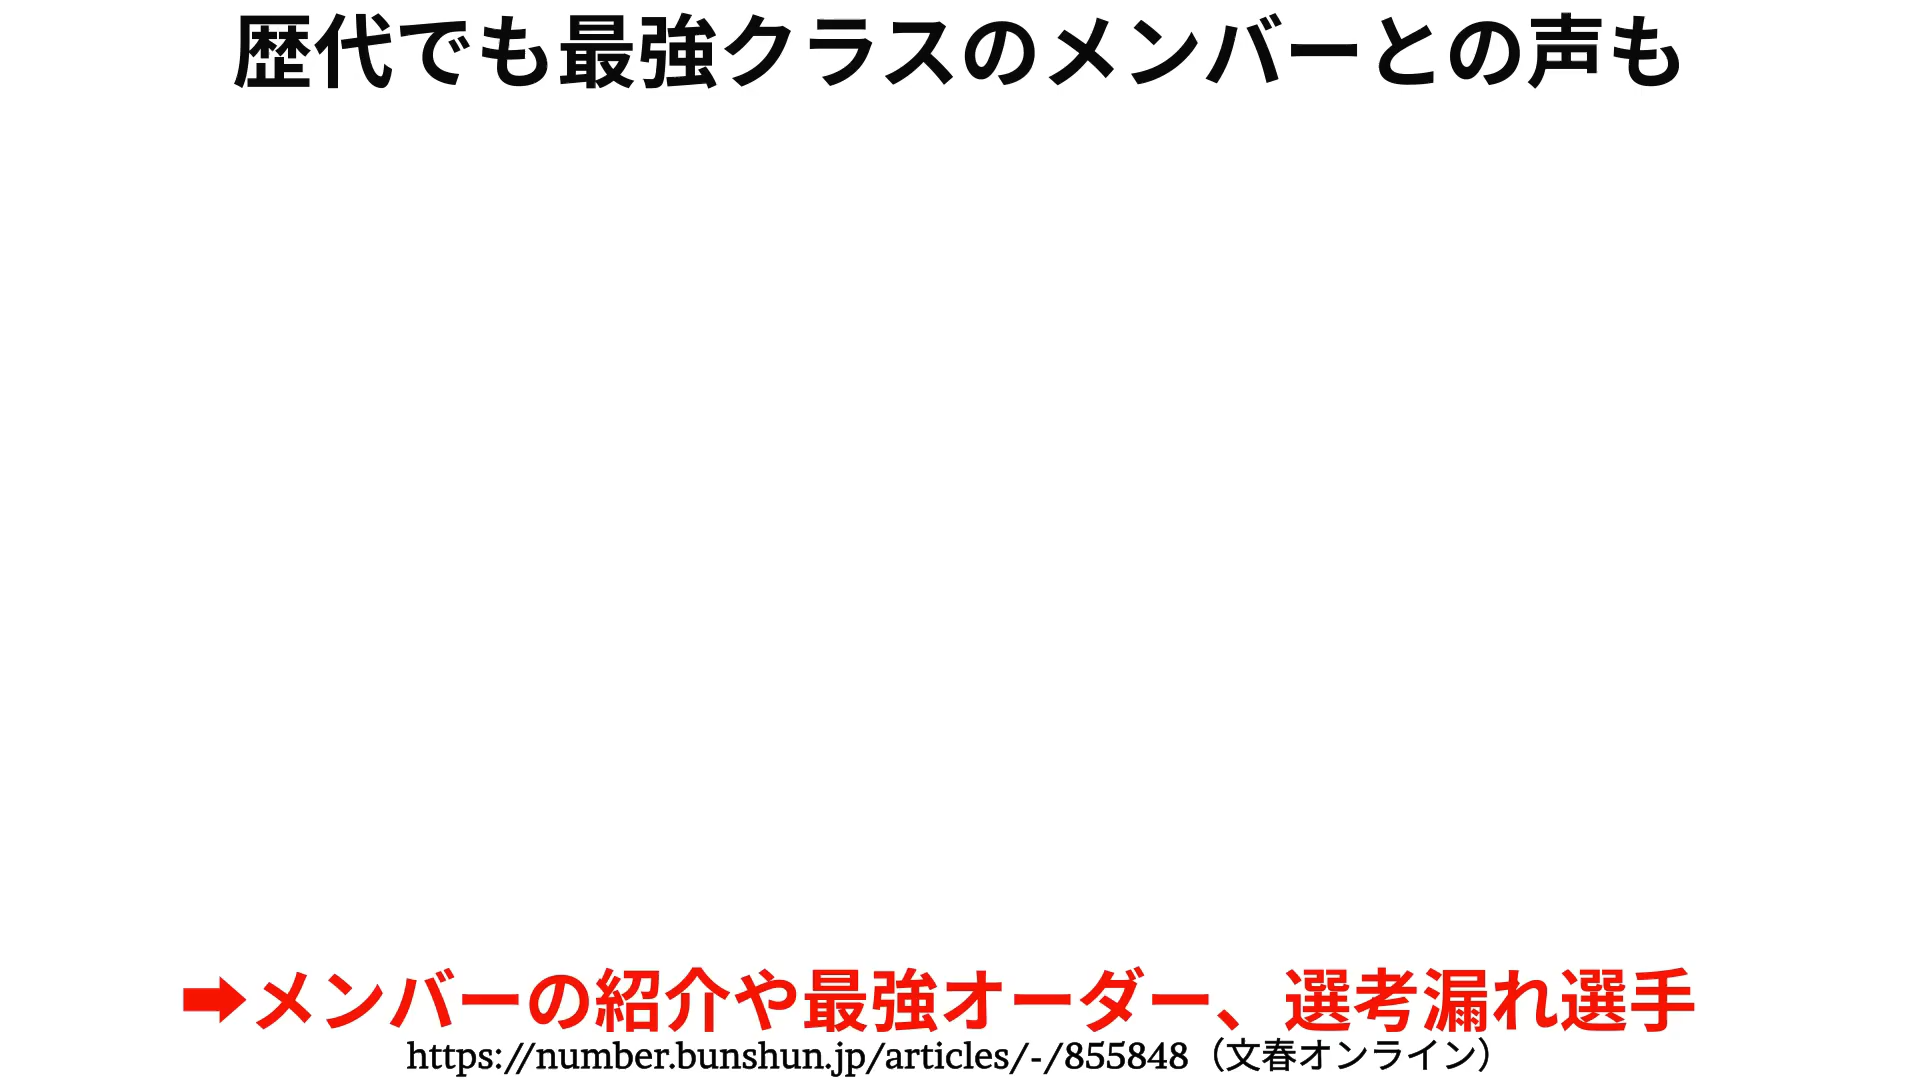 歴代でも最強クラスのメンバーとの声も
➡メンバーの紹介や最強オーダー、選考漏れ選手
https://number.bunshun.jp/articles/-/855848（文春オンライン）